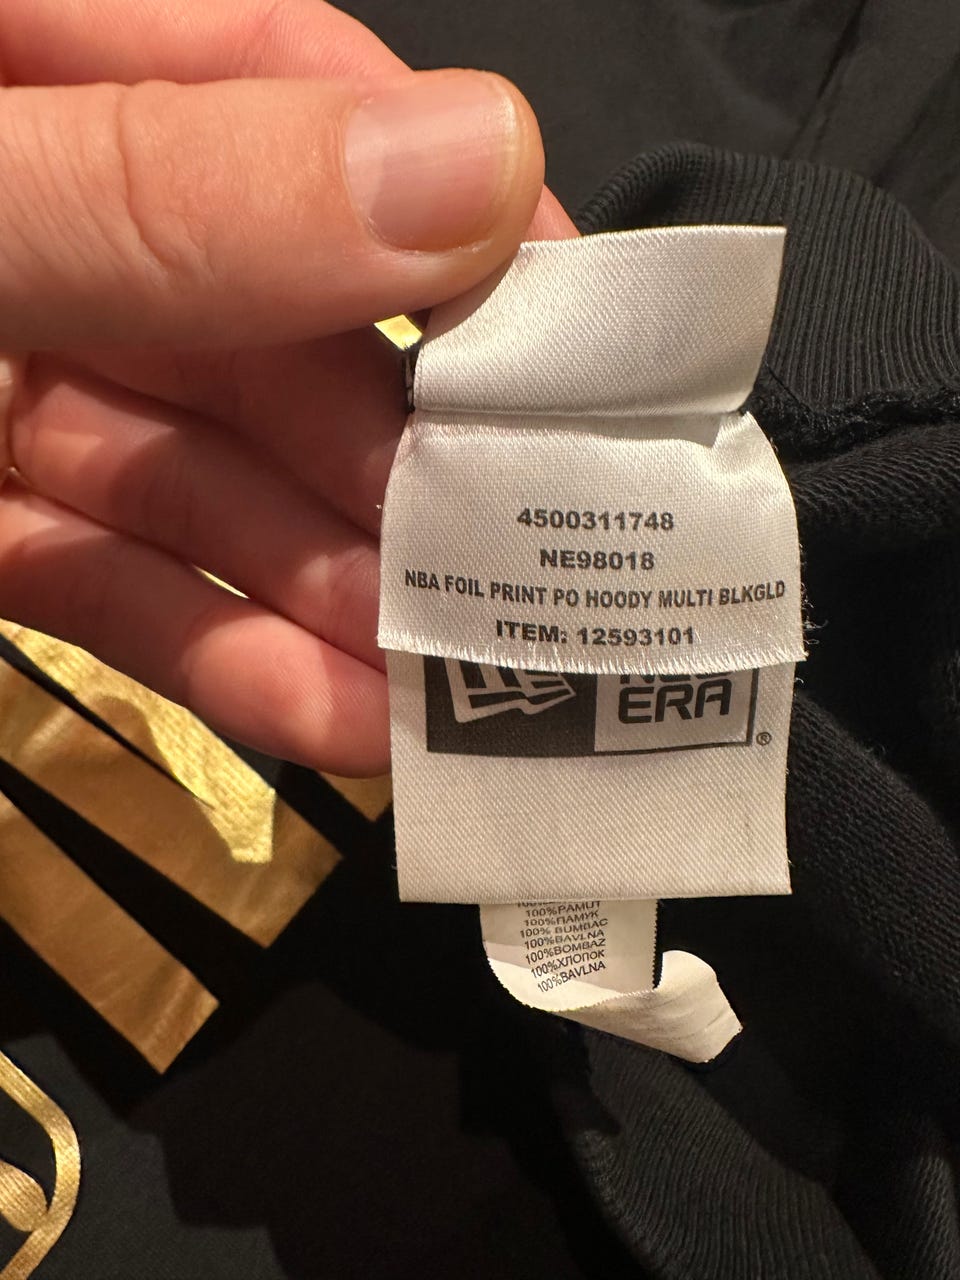 4500311748
NE98018
NBA FOIL PRINT PO HOODY MULTI BLKGLD
ITEM: 12593101
ERA
®
100%PAMUT
100%ПАМУК
100% BUMBAC
100%BAVLNA
100%BOMBAZ
100%ХЛОПОК
100%BAVLNA